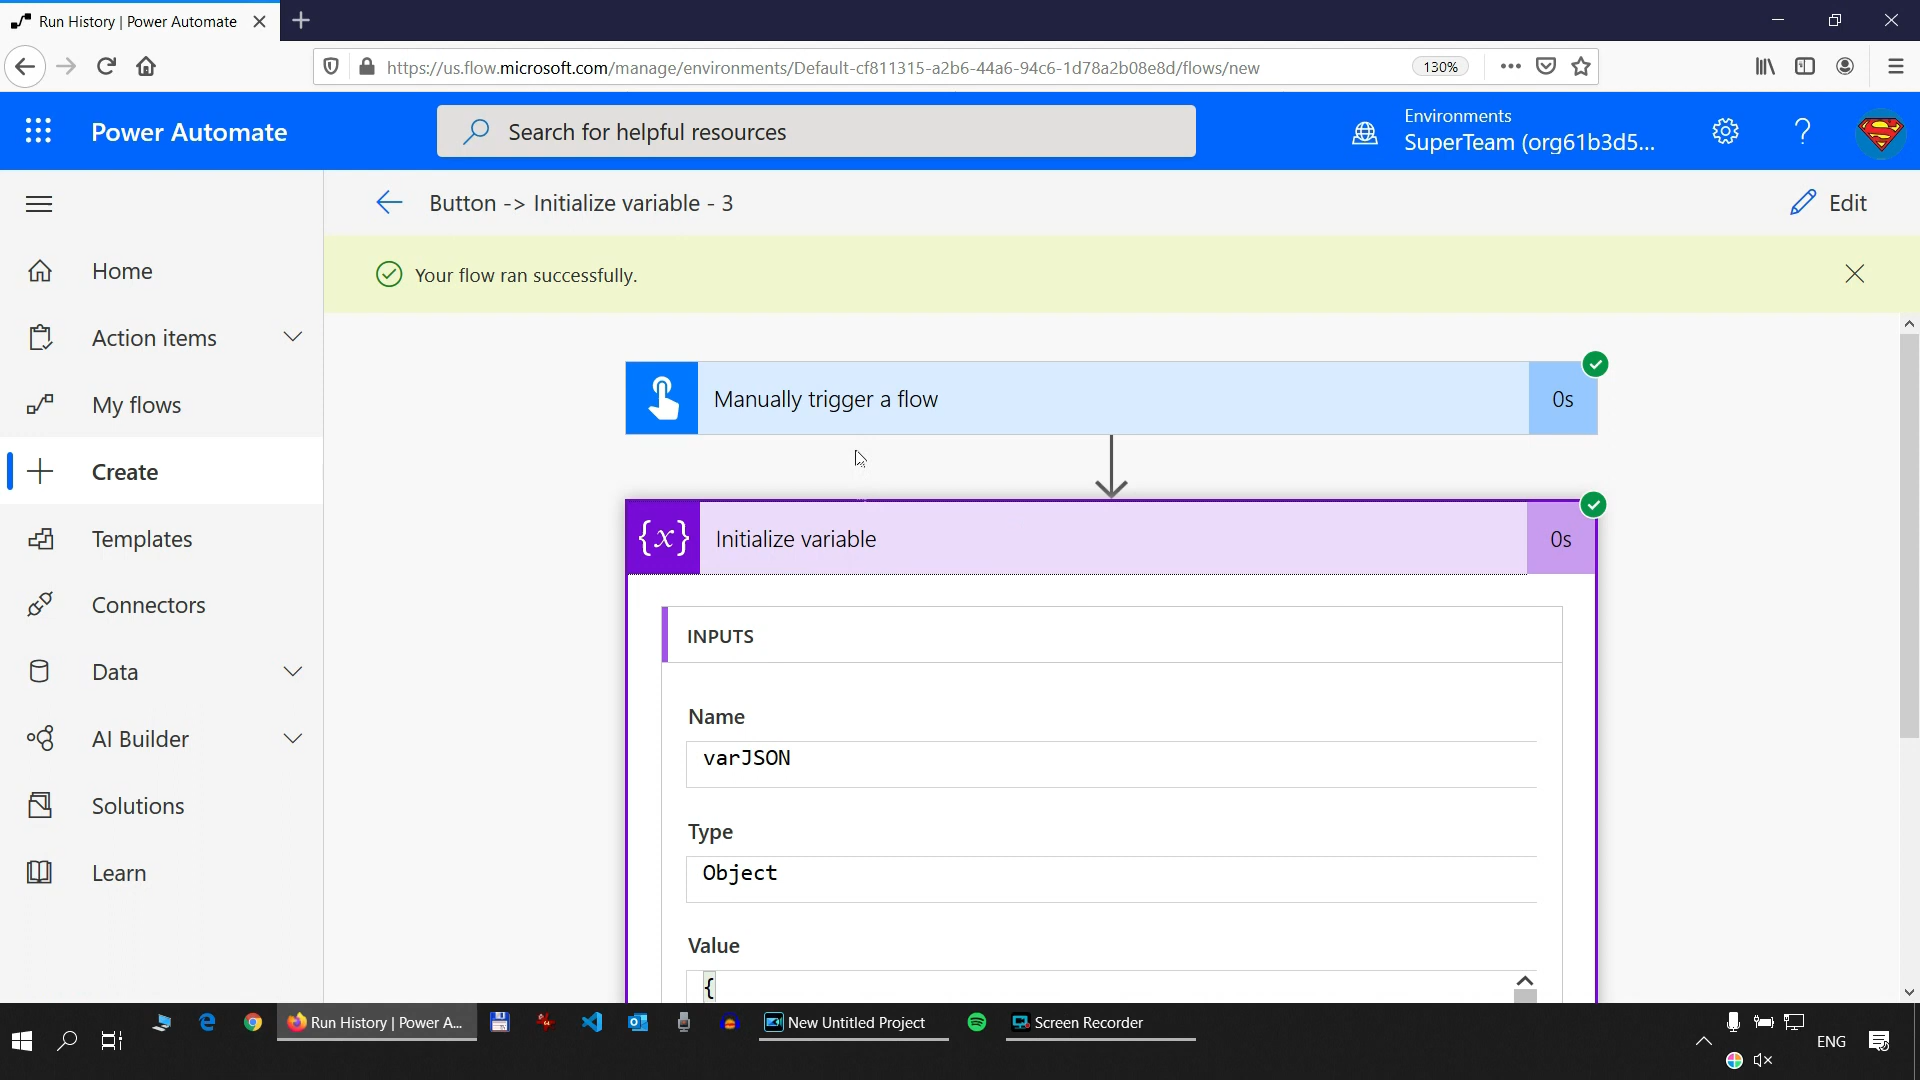 Run History | Power Automate
https://us.flow.microsoft.com/manage/environments/Default-cf811315-a2b6-44a6-94c6-1d78a2b08e8d/flows/new
130%
Power Automate
Search for helpful resources
Environments
SuperTeam (org61b3d5...
Button -> Initialize variable - 3
Edit
Your flow ran successfully.
Home
Action items
My flows
Create
Templates
Connectors
Data
AI Builder
Solutions
Learn
Manually trigger a flow
0s
{x}
Initialize variable
0s
INPUTS
Name
varJSON
Type
Object
Value
{
Run History | Power A...
New Untitled Project
Screen Recorder
ENG